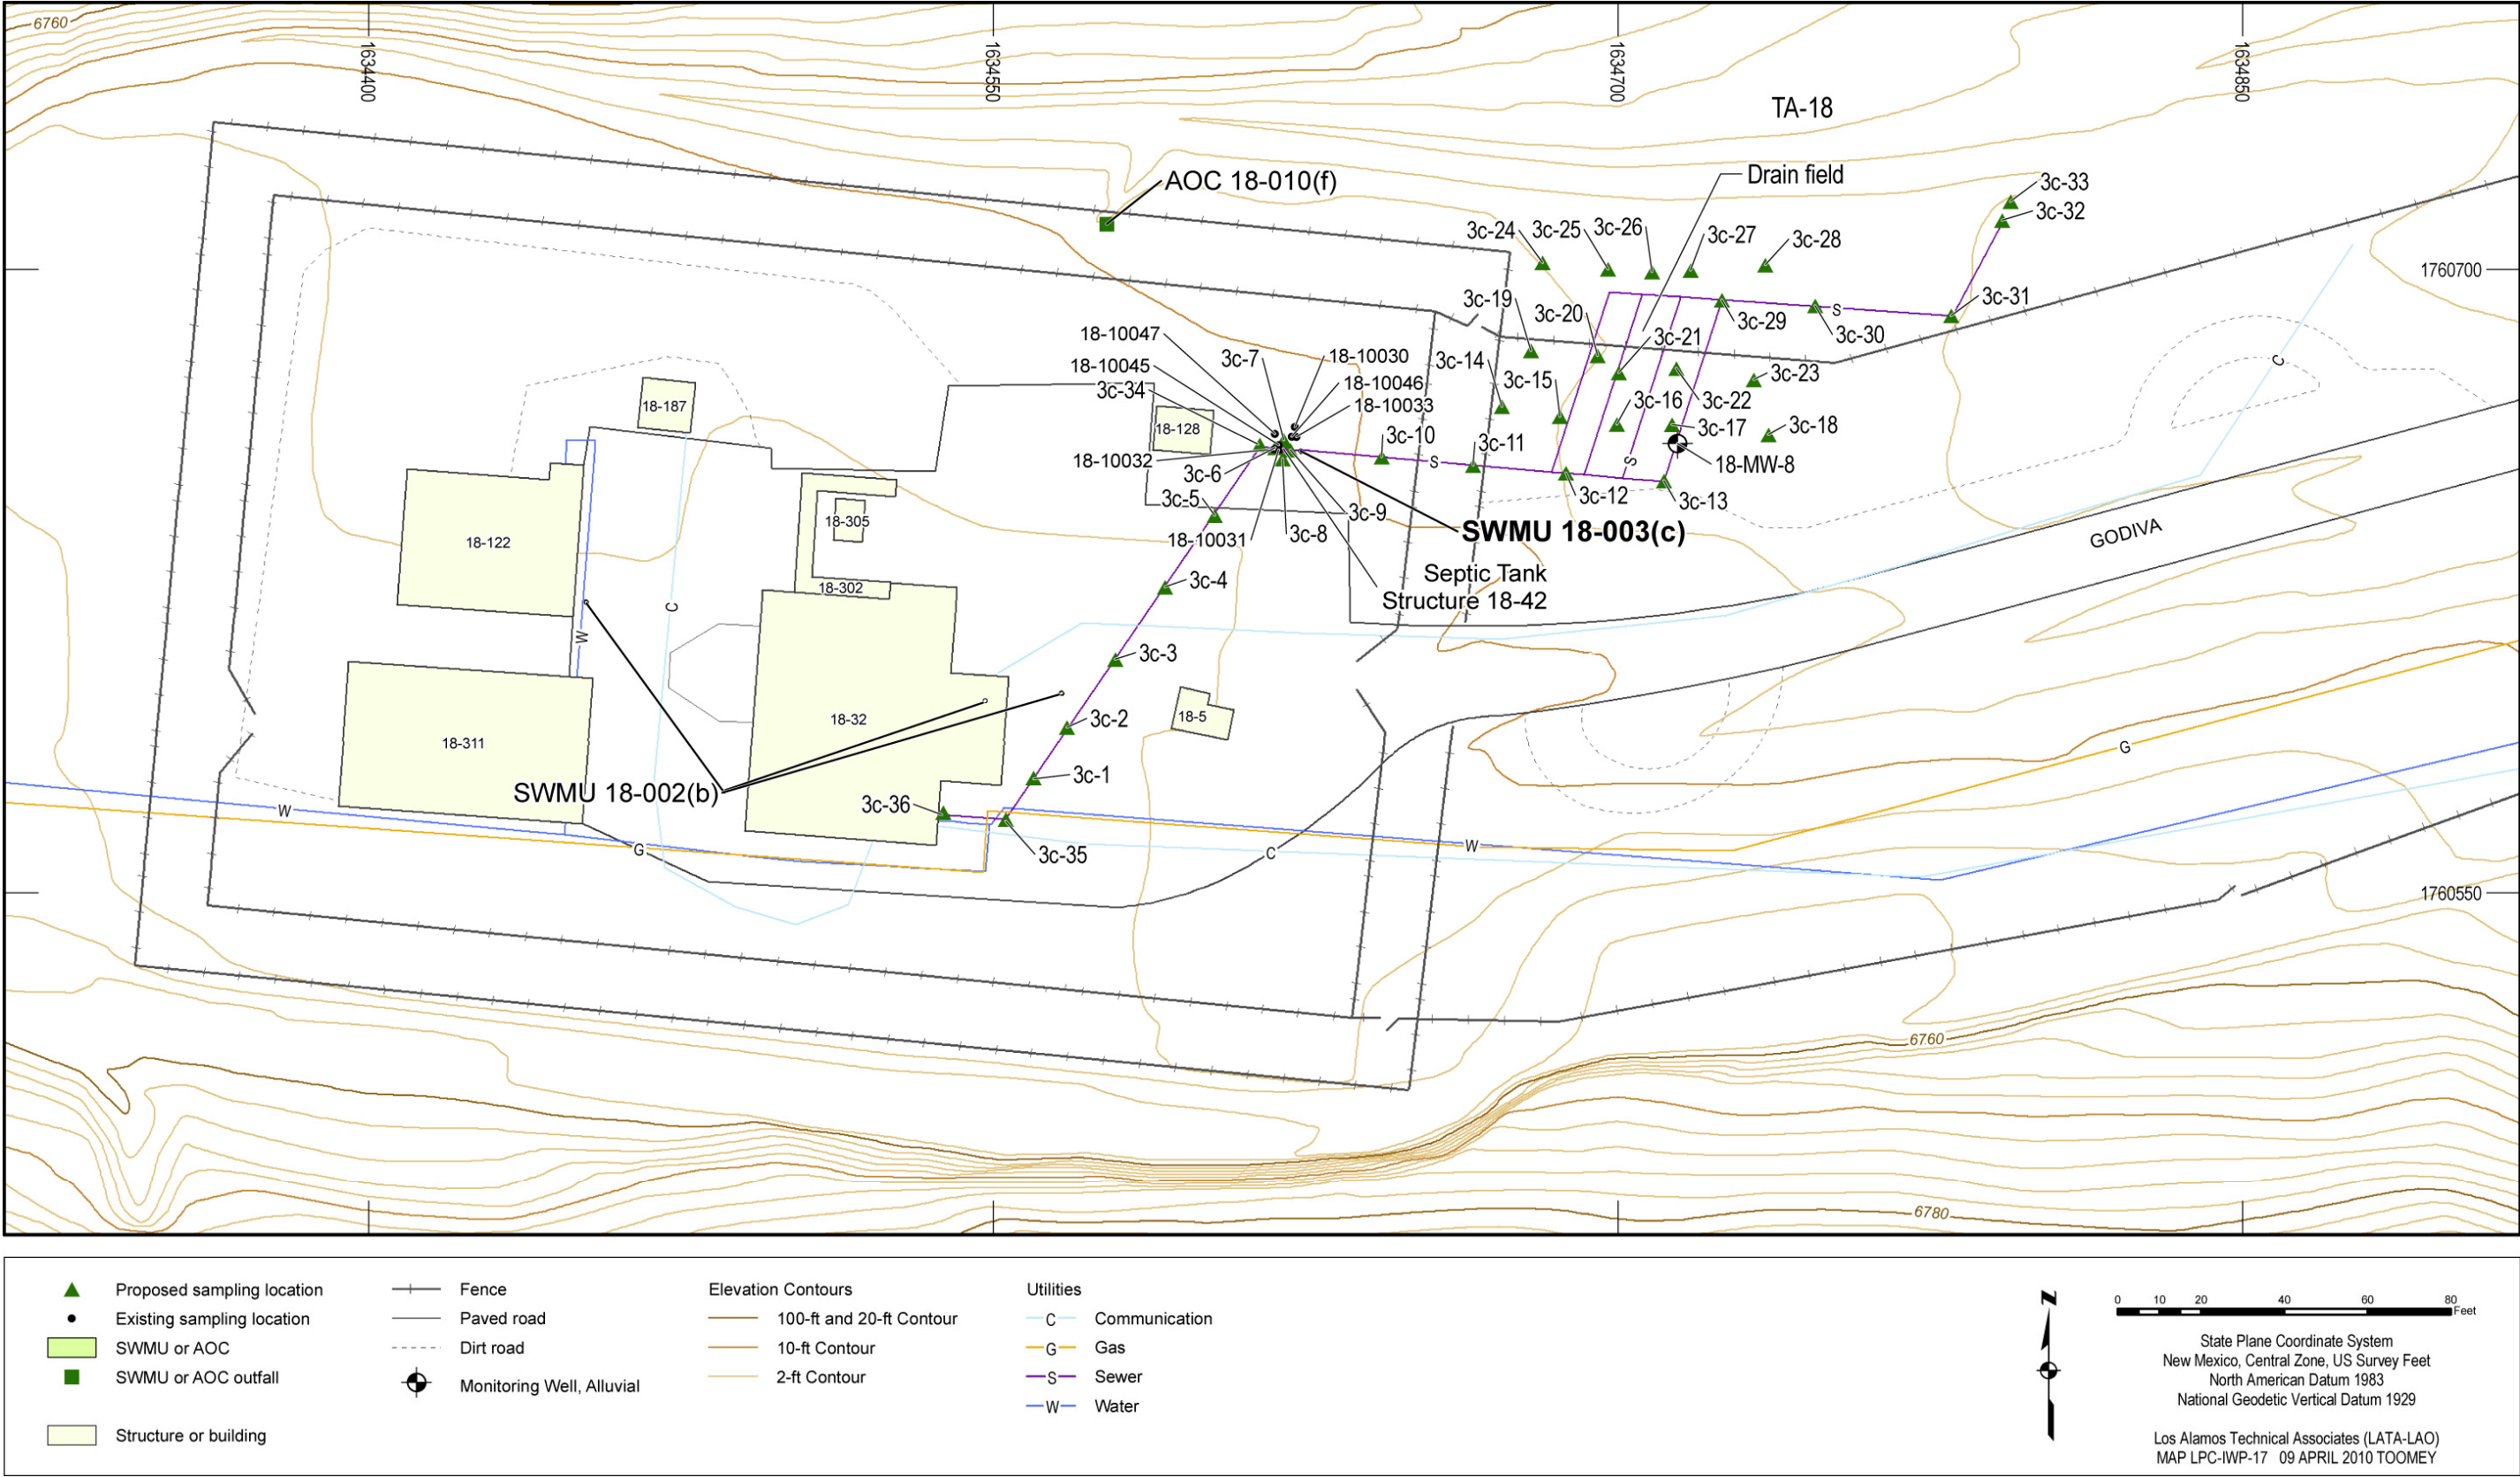 6760
1634400
1634550
1634700
1634850
TA-18
AOC 18-010(f)
Drain field
3c-33
3c-32
3c-24
3c-25
3c-26
3c-27
3c-28
1760700
3c-19
3c-20
3c-29
3c-31
3c-30
S
18-10047
3c-7
18-10030
3c-21
18-10045
18-10046
3c-14
3c-15
3c-23
C
3c-34
18-10033
3c-16
3c-22
18-187
18-128
3c-10
3c-11
3c-17
3c-18
18-10032
S
S
18-MW-8
3c-6
3c-5
3c-12
3c-13
18-305
3c-9
18-122
18-10031
3c-8
SWMU 18-003(c)
GODIVA
18-302
3c-4
Septic Tank
Structure 18-42
C
W
3c-3
18-32
3c-2
18-5
18-311
G
3c-1
SWMU 18-002(b)
3c-36
W
G
3c-35
C
W
1760550
6760
6780
Proposed sampling location
Existing sampling location
SWMU or AOC
SWMU or AOC outfall
Structure or building
Fence
Paved road
Dirt road
Monitoring Well, Alluvial
Elevation Contours
100-ft and 20-ft Contour
10-ft Contour
2-ft Contour
Utilities
C Communication
G Gas
S Sewer
W Water
N
0 10 20 40 60 80
Feet
State Plane Coordinate System
New Mexico, Central Zone, US Survey Feet
North American Datum 1983
National Geodetic Vertical Datum 1929
Los Alamos Technical Associates (LATA-LAO)
MAP LPC-IWP-17 09 APRIL 2010 TOOMEY